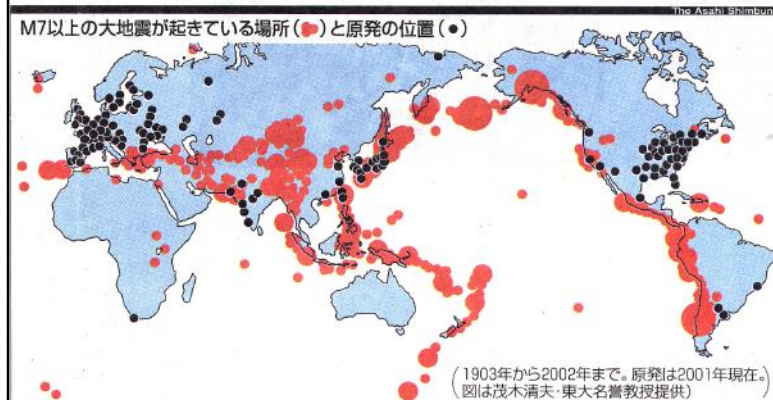 The Asahi Shimbun
M7以上の大地震が起きている場所()と原発の位置(●)
(1903年から2002年まで。原発は2001年現在。
図は茂木清夫・東大名誉教授提供)